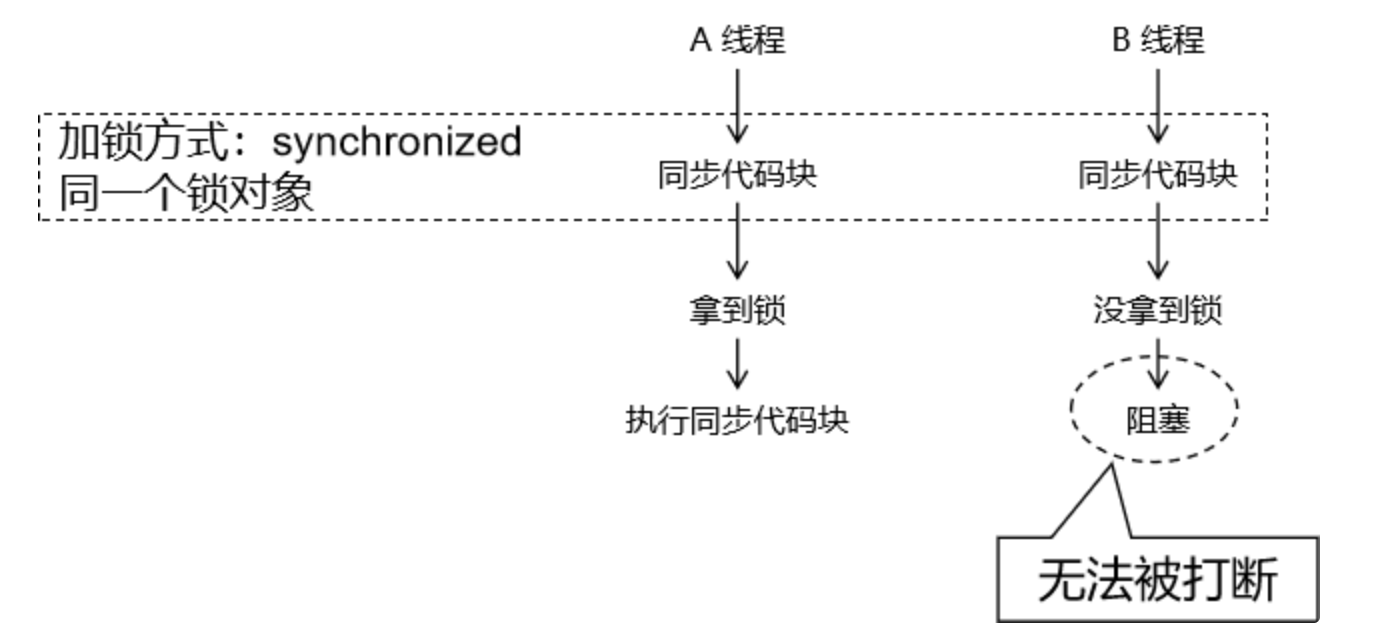 A 线程
B 线程
加锁方式：synchronized
同一个锁对象
同步代码块
同步代码块
拿到锁
没拿到锁
执行同步代码块
阻塞
无法被打断